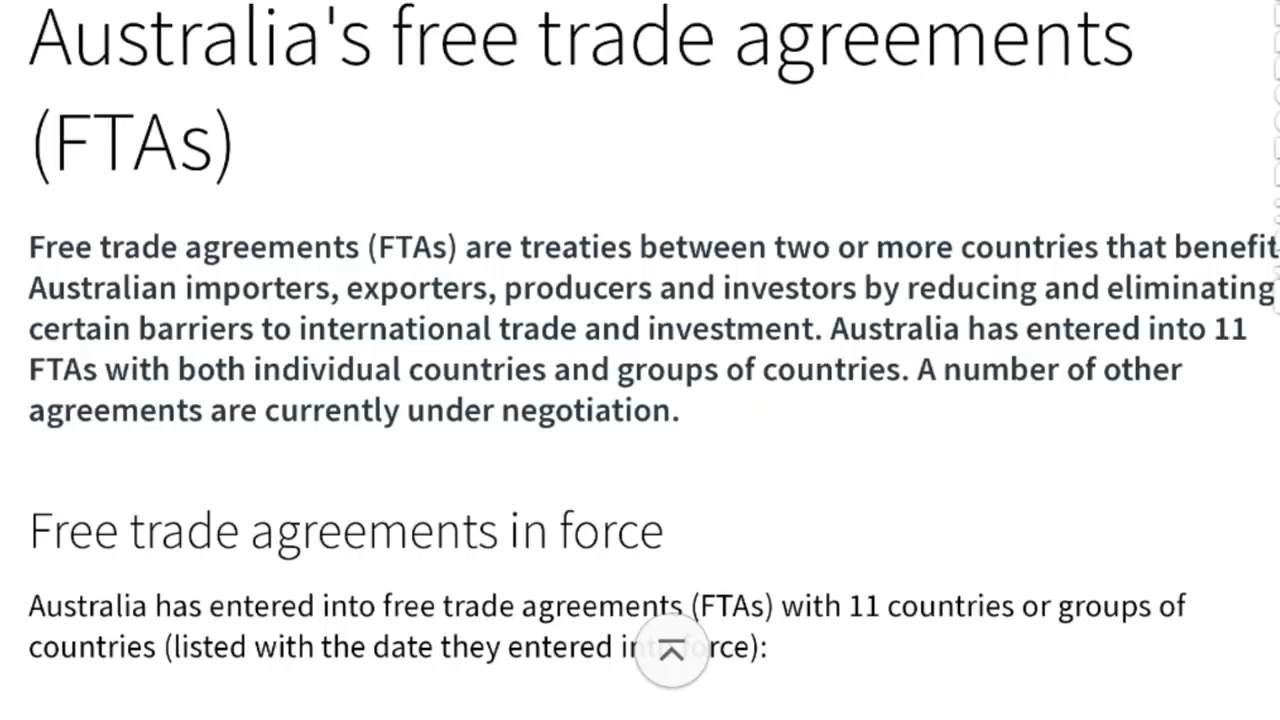 Australia's free trade agreements
(FTAs)
Free trade agreements (FTAs) are treaties between two or more countries that benefit
Australian importers, exporters, producers and investors by reducing and eliminating
certain barriers to international trade and investment. Australia has entered into 11
FTAs with both individual countries and groups of countries. A number of other
agreements are currently under negotiation.
Free trade agreements in force
Australia has entered into free trade agreements (FTAs) with 11 countries or groups of
countries (listed with the date they entered into force):